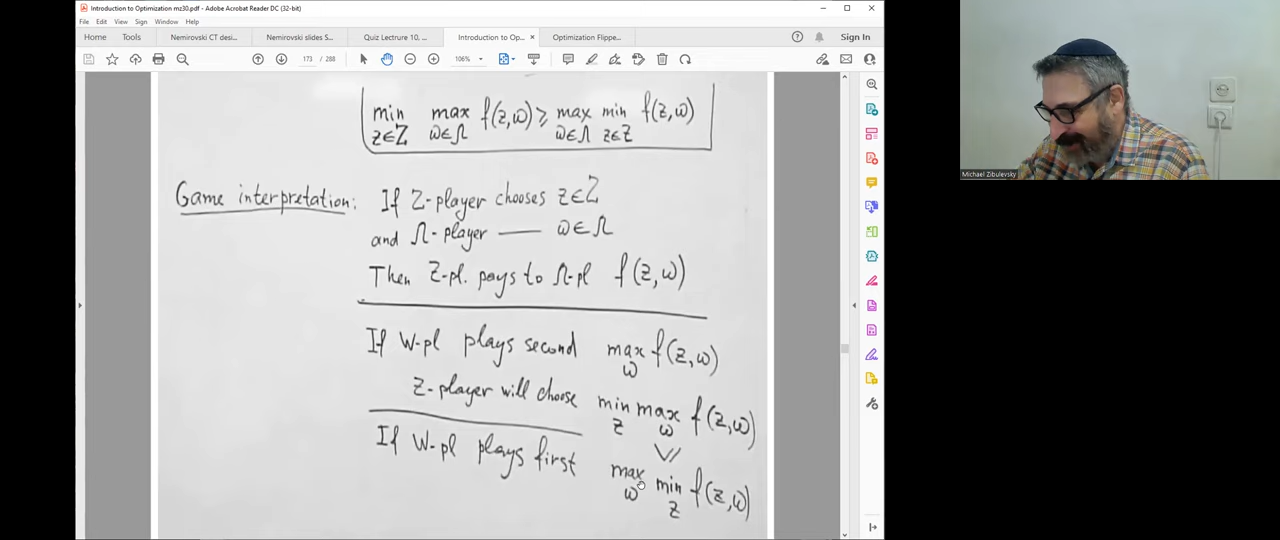 Introduction to Optimization mz30.pdf - Adobe Acrobat Reader DC (32-bit)
File Edit View Sign Window Help
Home Tools Nemirovski CT desi... Nemirovski slides S... Quiz Lecture 10, ... Introduction to Op... × Optimization Flippe... Sign In
173 / 288 106%
min max f(z,ω) ≥ max min f(z,ω)
z∈Z ω∈Ω ω∈Ω z∈Z
Game interpretation: If Z-player chooses z∈Z
and Ω-player — ω∈Ω
Then Z-pl. pays to Ω-pl f(z,ω)
If W-pl plays second max f(z,ω)
ω
Z-player will choose min max f(z,ω)
z ω
∨/
If W-pl plays first max min f(z,ω)
ω z
Michael Zibulevsky